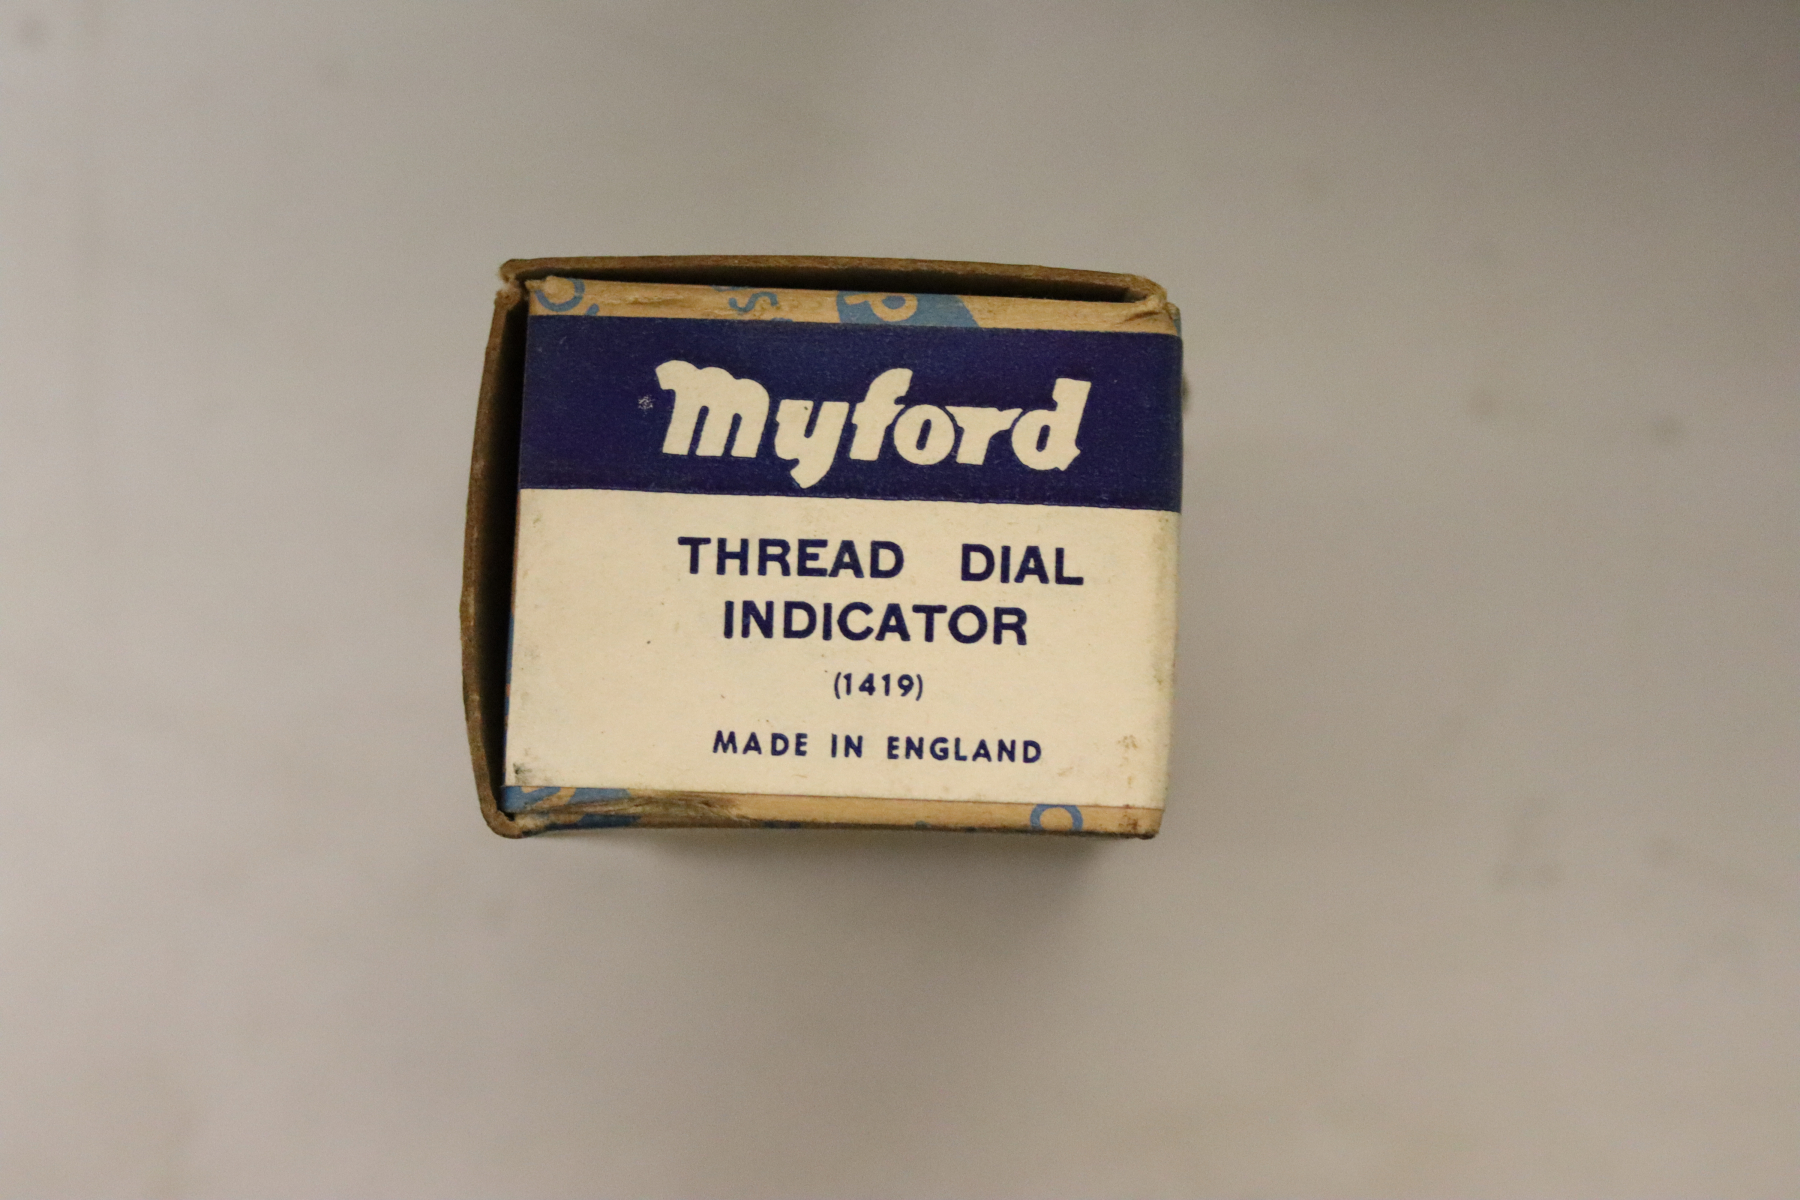 Myford
THREAD DIAL
INDICATOR
(1419)
MADE IN ENGLAND